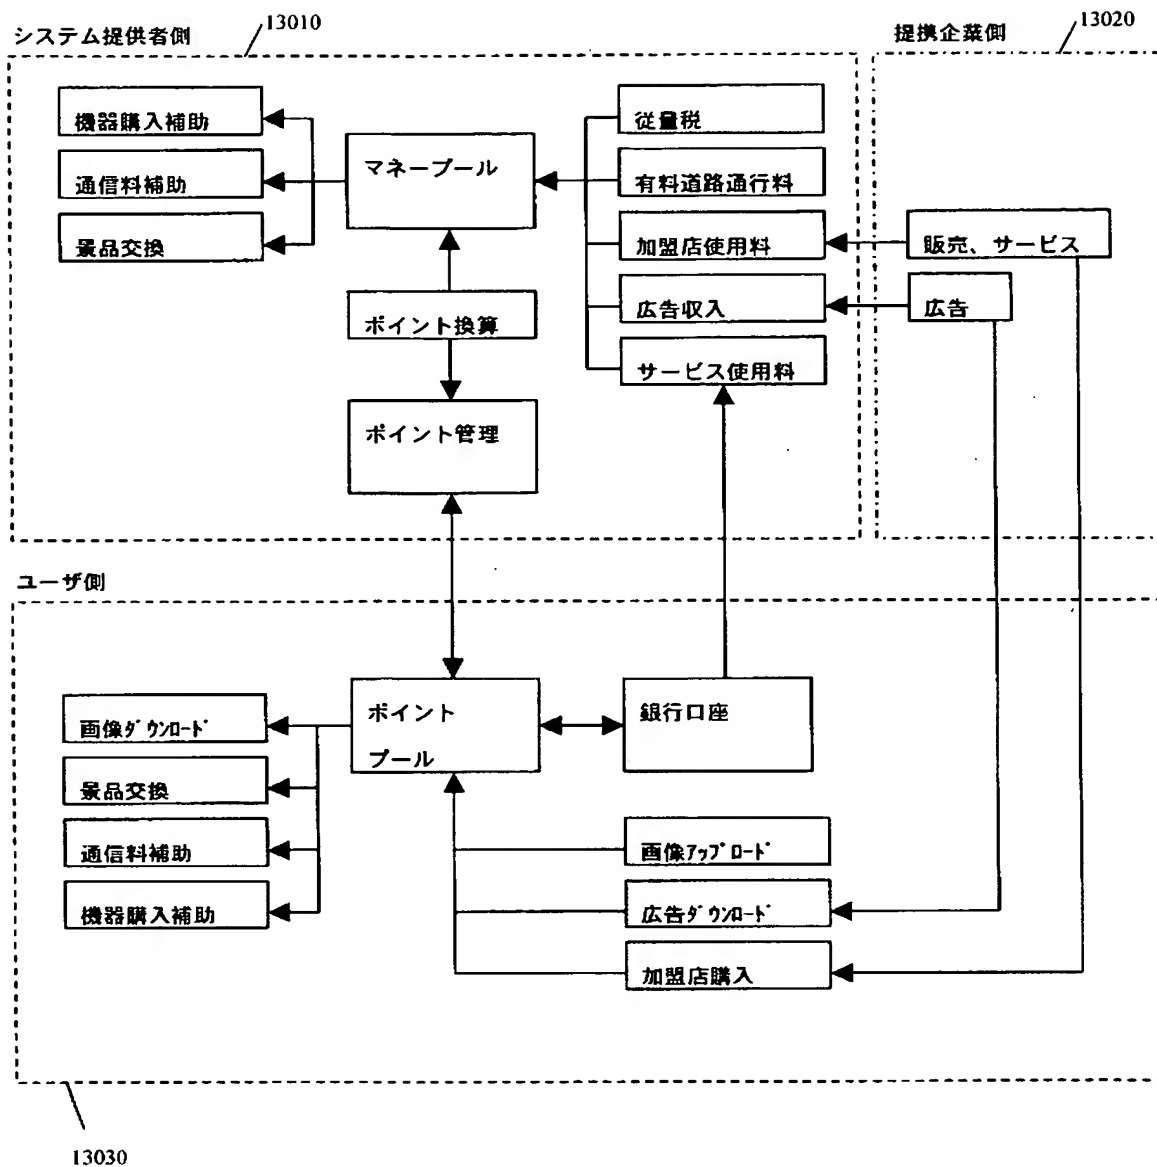 システム提供者側
13010
提携企業側
13020
機器購入補助
通信料補助
景品交換
マネープール
ポイント換算
ポイント管理
従量税
有料道路通行料
加盟店使用料
広告収入
サービス使用料
販売、サービス
広告
ユーザ側
画像ダウンロード
景品交換
通信料補助
機器購入補助
ポイント
プール
銀行口座
画像アップロード
広告ダウンロード
加盟店購入
13030